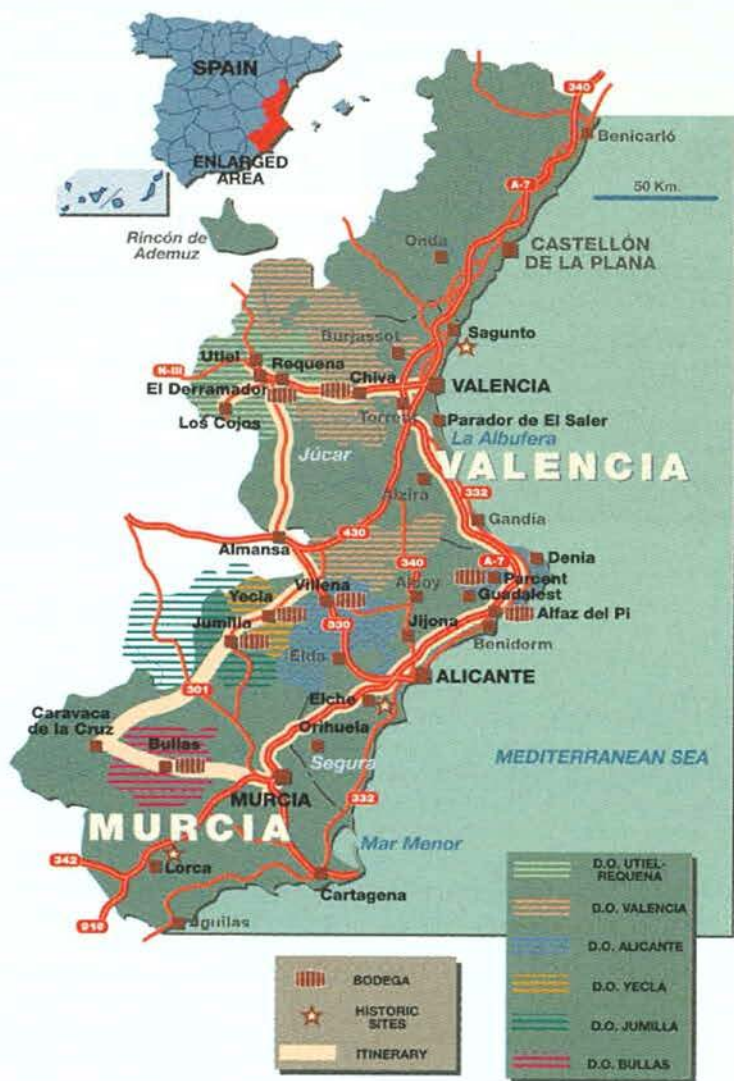 SPAIN
ENLARGED
AREA
Rincón de
Ademuz
340
Benicarló
A-7
50 Km.
Onda
CASTELLÓN
DE LA PLANA
Sagunto
Burjassot
Utiel
Requena
N-III
El Derramador
Chiva
VALENCIA
Los Cojos
Torrent
Parador de El Saler
La Albufera
Júcar
VALENCIA
Alzira
332
Gandía
430
Almansa
340
A-7
Denia
Yecla
Villena
Alcoy
Parcent
Guadalest
Jumilla
330
Jijona
Alfaz del Pi
Benidorm
Elda
ALICANTE
301
Elche
Caravaca
de la Cruz
Bullas
Orihuela
Segura
MEDITERRANEAN SEA
MURCIA
332
MURCIA
Mar Menor
342
Lorca
Cartagena
Aguilas
D.O. UTIEL-
REQUENA
D.O. VALENCIA
D.O. ALICANTE
D.O. YECLA
D.O. JUMILLA
D.O. BULLAS
BODEGA
HISTORIC
SITES
ITINERARY